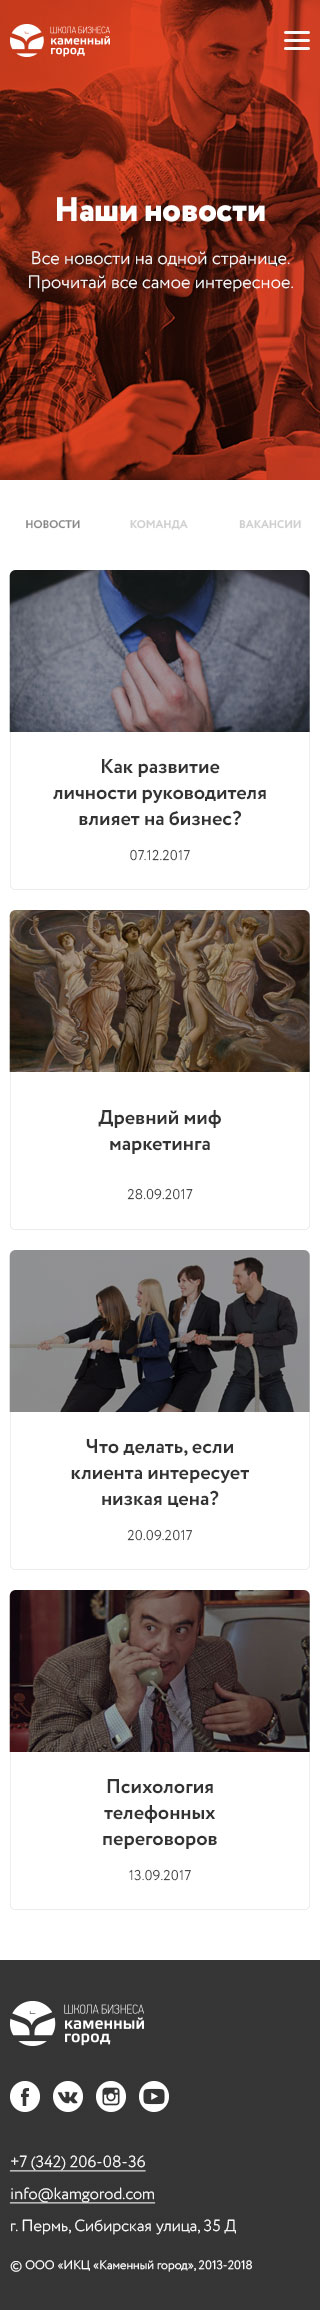 ШКОЛА БИЗНЕСА
каменный
город
Наши новости
Все новости на одной странице.
Прочитай все самое интересное.
НОВОСТИ КОМАНДА ВАКАНСИИ
Как развитие
личности руководителя
влияет на бизнес?
07.12.2017
Древний миф
маркетинга
28.09.2017
Что делать, если
клиента интересует
низкая цена?
20.09.2017
Психология
телефонных
переговоров
13.09.2017
ШКОЛА БИЗНЕСА
каменный
город
+7 (342) 206-08-36
info@kamgorod.com
г. Пермь, Сибирская улица, 35 Д
© ООО «ИКЦ «Каменный город», 2013-2018